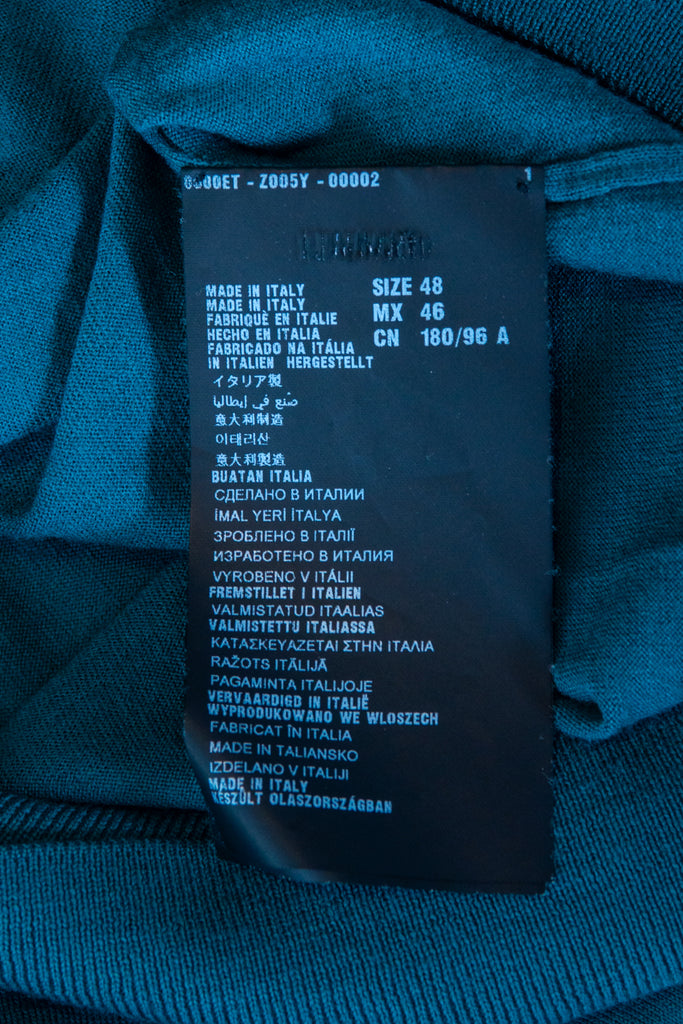 - Z005Y - 00002 1
MADE IN ITALY
MADE IN ITALY
FABRIQUÈ EN ITALIE
HECHO EN ITALIA
FABRICADO NA ITÁLIA
IN ITALIEN HERGESTELLT
SIZE 48
MX 46
CN 180/96 A
イタリア製
صنع في إيطاليا
意大利制造
이태리산
意大利製造
BUATAN ITALIA
СДЕЛАНО В ИТАЛИИ
İMAL YERİ İTALYA
ЗРОБЛЕНО В ІТАЛІЇ
ИЗРАБОТЕНО В ИТАЛИЯ
VYROBENO V ITÁLII
FREMSTILLET I ITALIEN
VALMISTATUD ITAALIAS
VALMISTETTU ITALIASSA
ΚΑΤΑΣΚΕΥΑΖΕΤΑΙ ΣΤΗΝ ΙΤΑΛΙΑ
RAŽOTS ITĀLIJĀ
PAGAMINTA ITALIJOJE
VERVAARDIGD IN ITALIË
WYPRODUKOWANO WE WLOSZECH
FABRICAT ÎN ITALIA
MADE IN TALIANSKO
IZDELANO V ITALIJI
MADE IN ITALY
KÉSZÜLT OLASZORSZÁGBAN